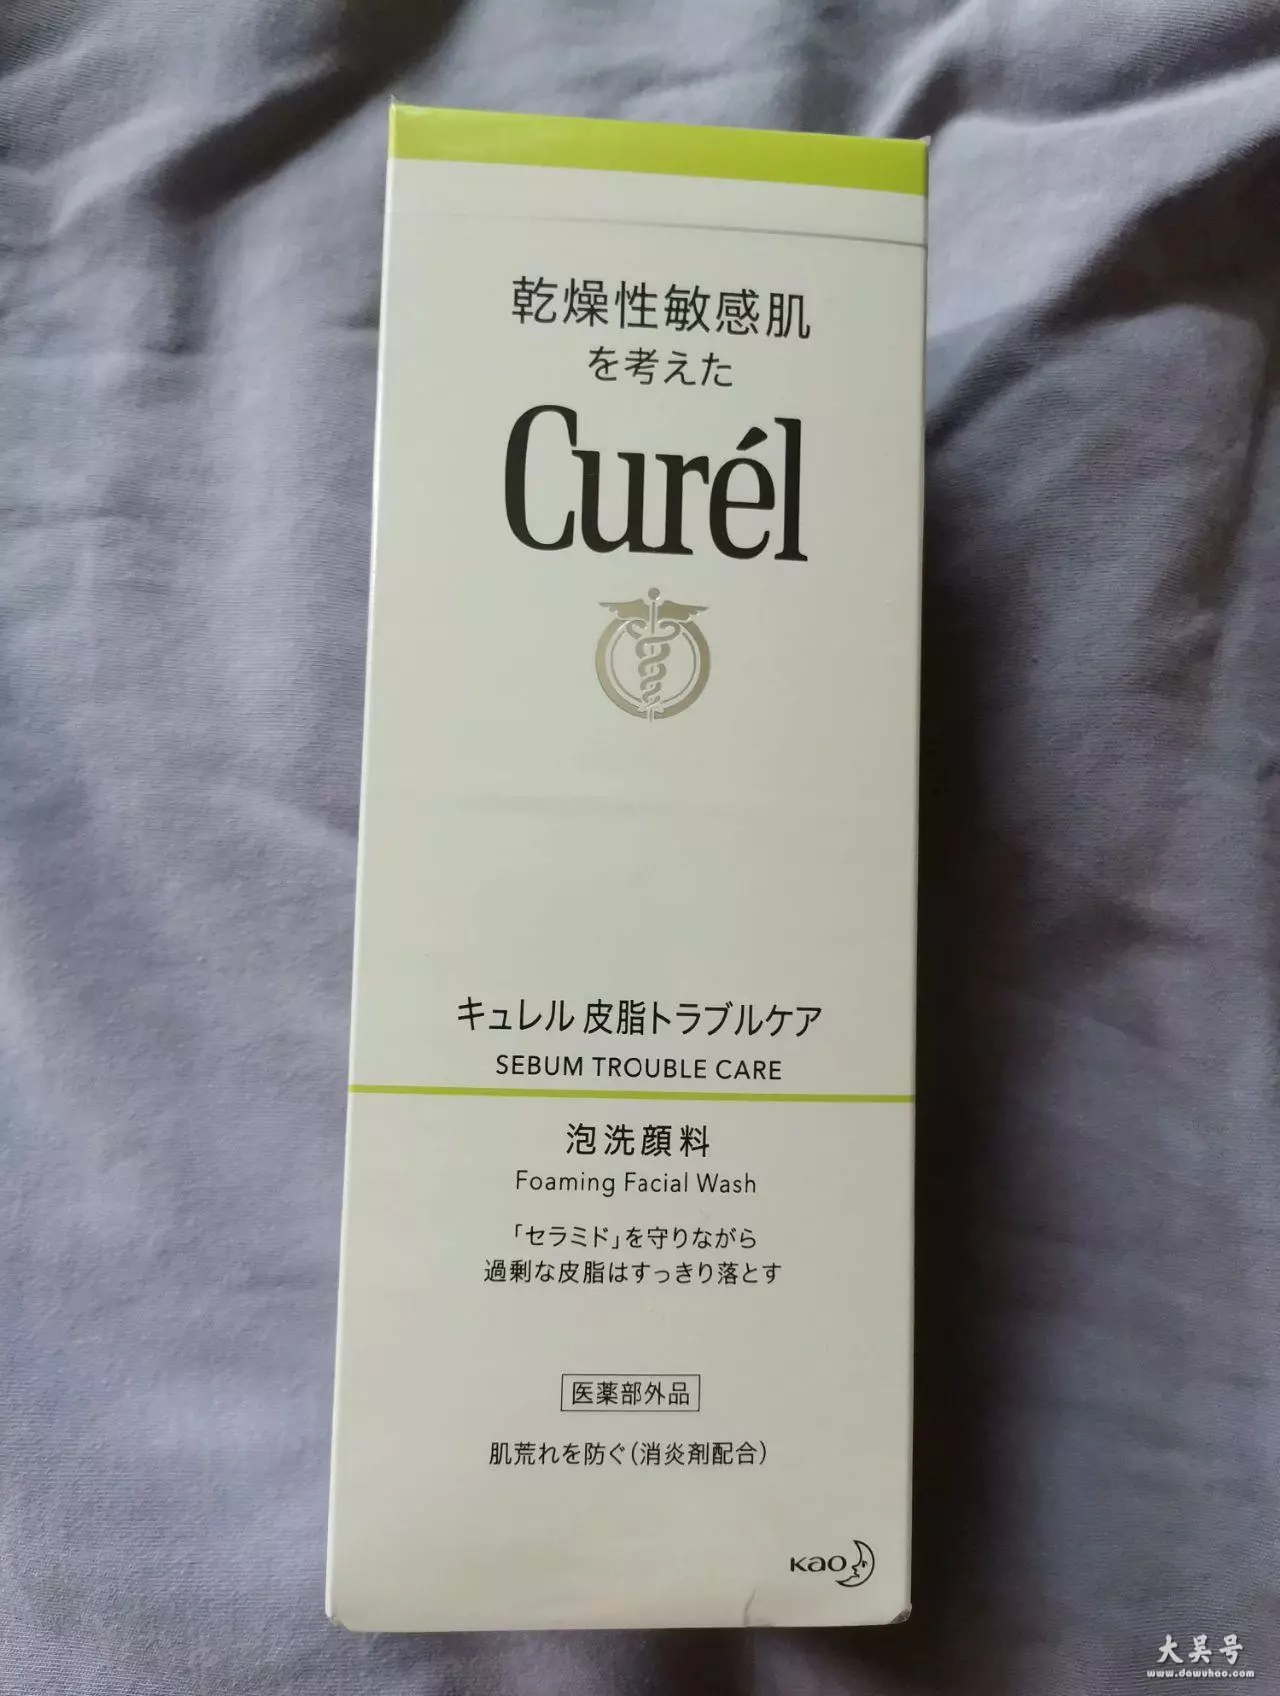 乾燥性敏感肌
を考えた
Curél
キュレル 皮脂トラブルケア
SEBUM TROUBLE CARE
泡洗顔料
Foaming Facial Wash
「セラミド」を守りながら
過剰な皮脂はすっきり落とす
医薬部外品
肌荒れを防ぐ(消炎剤配合)
Kao
大吴号
www.dawuhao.com